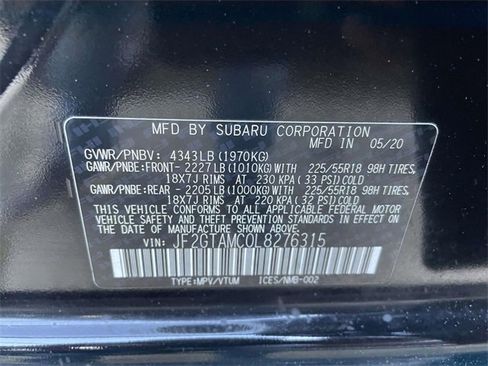 MFD BY SUBARU CORPORATION
MFD IN 05/20
GVWR/PNBV: 4343LB (1970KG)
GAWR/PNBE:FRONT- 2227LB (1010KG)WITH 225/55R18 98H TIRES,
18X7J RIMS AT 230 KPA (33 PSI)COLD
GAWR/PNBE:REAR - 2205LB (1000KG)WITH 225/55R18 98H TIRES,
18X7J RIMS AT 220 KPA (32 PSI)COLD
THIS VEHICLE CONFORMS TO ALL APPLICABLE FEDERAL MOTOR
VEHICLE SAFETY AND THEFT PREVENTION STANDARDS IN EFFECT
ON THE DATE OF MANUFACTURE SHOWN ABOVE.
VIN: JF2GTAMC0L8276315
TYPE:MPV/VTUM ICES/NMB-002